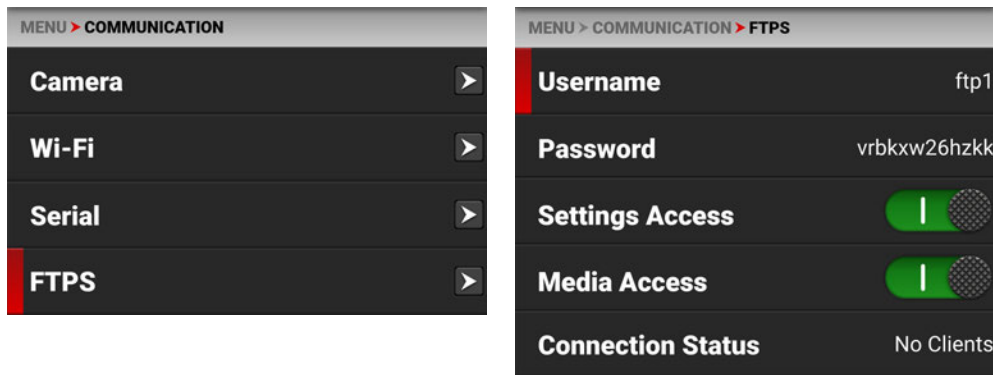 MENU > COMMUNICATION
Camera
Wi-Fi
Serial
FTPS
MENU > COMMUNICATION > FTPS
Username ftp1
Password vrbkxw26hzkk
Settings Access
Media Access
Connection Status No Clients